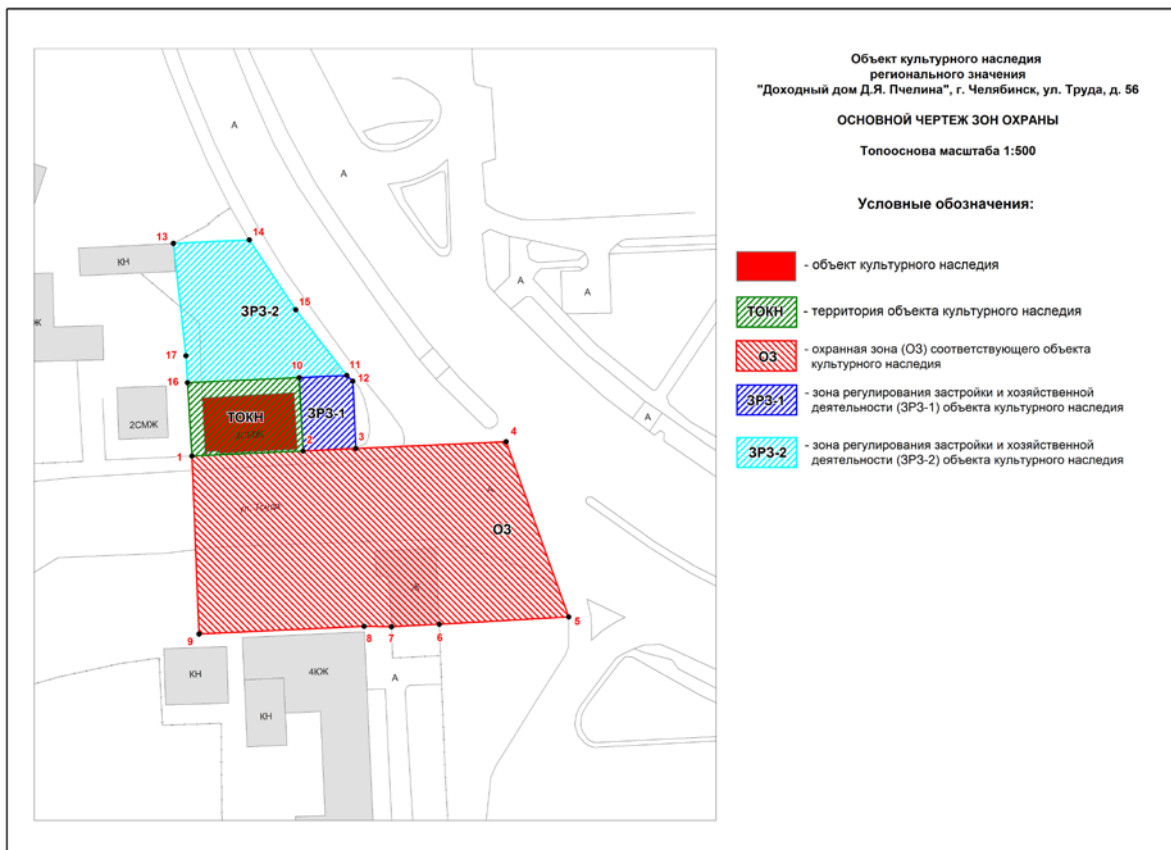 Объект культурного наследия
регионального значения
"Доходный дом Д.Я. Пчелина", г. Челябинск, ул. Труда, д. 56
ОСНОВНОЙ ЧЕРТЕЖ ЗОН ОХРАНЫ
Топооснова масштаба 1:500
Условные обозначения:
- объект культурного наследия
ТОКН
- территория объекта культурного наследия
ОЗ
- охранная зона (ОЗ) соответствующего объекта
культурного наследия
ЗРЗ-1
- зона регулирования застройки и хозяйственной
деятельности (ЗРЗ-1) объекта культурного наследия
ЗРЗ-2
- зона регулирования застройки и хозяйственной
деятельности (ЗРЗ-2) объекта культурного наследия
А
А
13
14
КН
А
А
15
ЗРЗ-2
Ж
17
10
11
16
12
А
ТОКН
ЗРЗ-1
2СМЖ
2СМЖ
2
3
4
1
А
ул. Труда
ОЗ
Ж
5
9
8
7
6
КН
4ЮЖ
А
КН